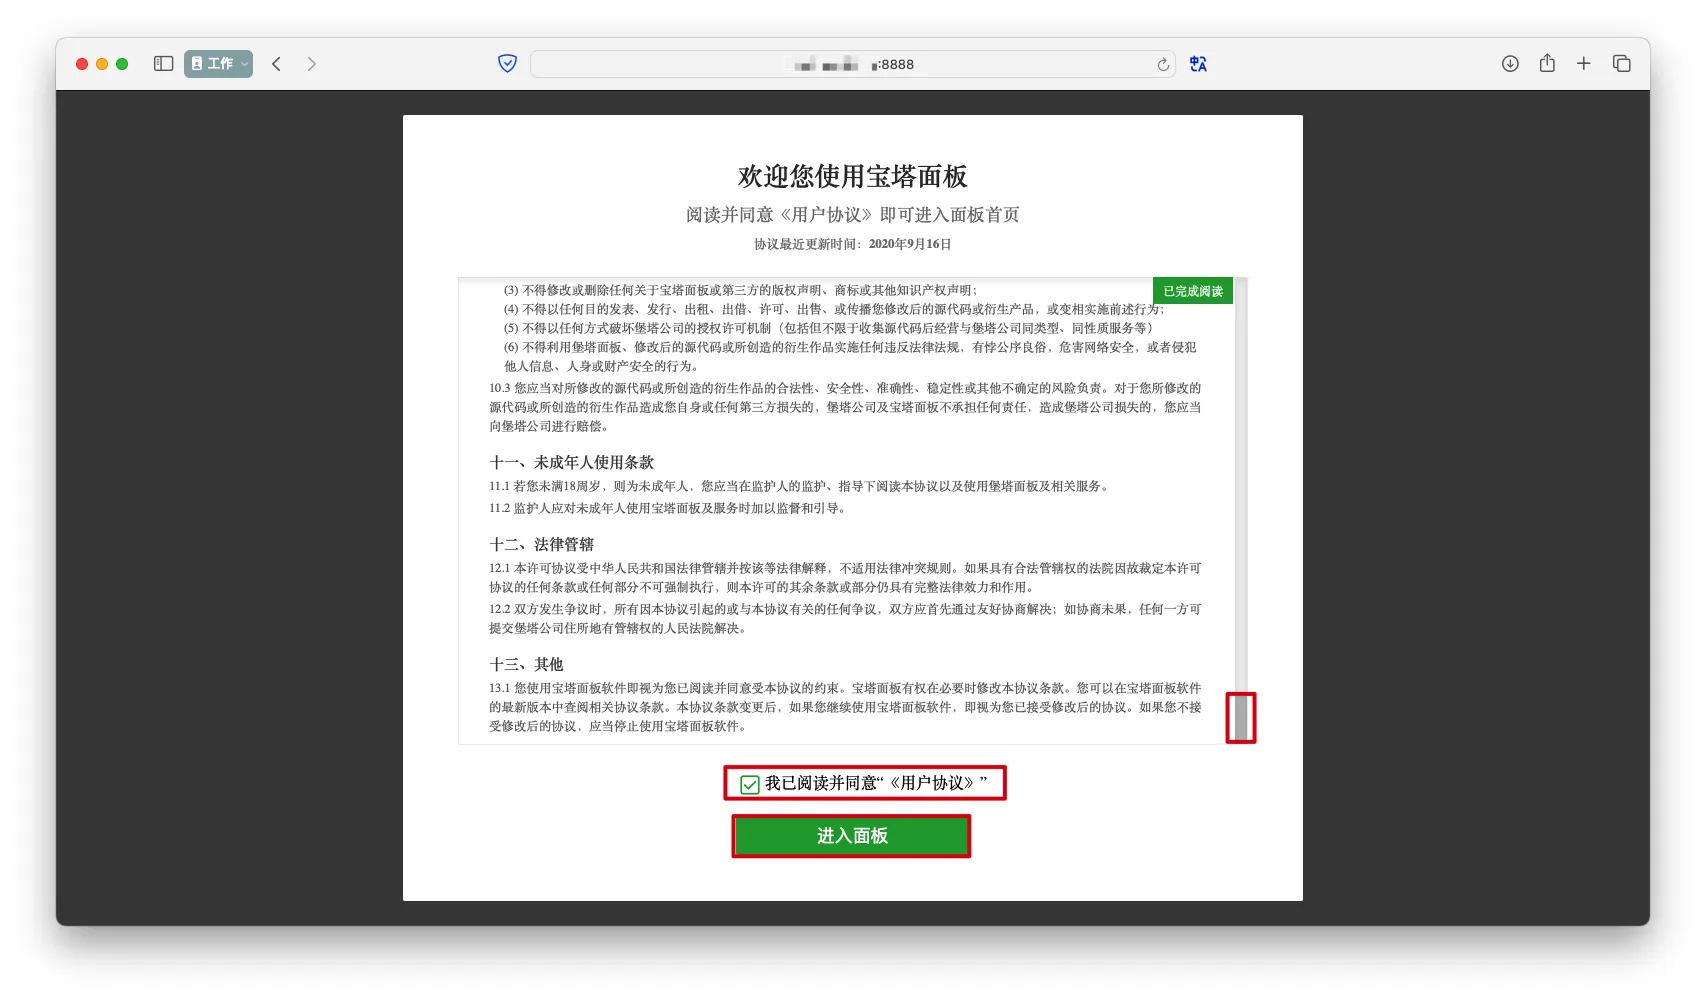 工作
:8888
欢迎您使用宝塔面板
阅读并同意《用户协议》即可进入面板首页
协议最近更新时间：2020年9月16日
已完成阅读
(3) 不得修改或删除任何关于宝塔面板或第三方的版权声明、商标或其他知识产权声明；
(4) 不得以任何目的发表、发行、出租、出借、许可、出售、或传播您修改后的源代码或衍生产品，或变相实施前述行为；
(5) 不得以任何方式破坏堡塔公司的授权许可机制（包括但不限于收集源代码后经营与堡塔公司同类型、同性质服务等）
(6) 不得利用堡塔面板、修改后的源代码或所创造的衍生作品实施任何违反法律法规，有悖公序良俗，危害网络安全，或者侵犯
他人信息、人身或财产安全的行为。
10.3 您应当对所修改的源代码或所创造的衍生作品的合法性、安全性、准确性、稳定性或其他不确定的风险负责。对于您所修改的
源代码或所创造的衍生作品造成您自身或任何第三方损失的，堡塔公司及宝塔面板不承担任何责任，造成堡塔公司损失的，您应当
向堡塔公司进行赔偿。
十一、未成年人使用条款
11.1 若您未满18周岁，则为未成年人，您应当在监护人的监护、指导下阅读本协议以及使用堡塔面板及相关服务。
11.2 监护人应对未成年人使用宝塔面板及服务时加以监督和引导。
十二、法律管辖
12.1 本许可协议受中华人民共和国法律管辖并按该等法律解释，不适用法律冲突规则。如果具有合法管辖权的法院因故裁定本许可
协议的任何条款或任何部分不可强制执行，则本许可的其余条款或部分仍具有完整法律效力和作用。
12.2 双方发生争议时，所有因本协议引起的或与本协议有关的任何争议，双方应首先通过友好协商解决；如协商未果，任何一方可
提交堡塔公司住所地有管辖权的人民法院解决。
十三、其他
13.1 您使用宝塔面板软件即视为您已阅读并同意受本协议的约束。宝塔面板有权在必要时修改本协议条款。您可以在宝塔面板软件
的最新版本中查阅相关协议条款。本协议条款变更后，如果您继续使用宝塔面板软件，即视为您已接受修改后的协议。如果您不接
受修改后的协议，应当停止使用宝塔面板软件。
我已阅读并同意“《用户协议》”
进入面板